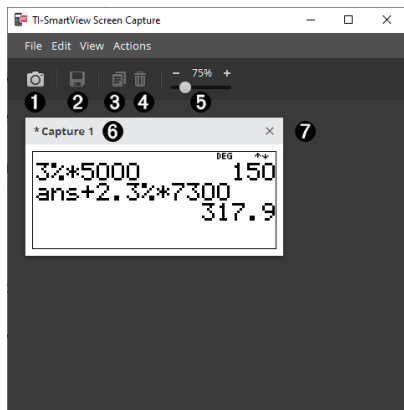 TI-SmartView Screen Capture
File Edit View Actions
− 75% +
1 2 3 4 5
* Capture 1 6 7
DEG
3%*5000 150
ans+2.3%*7300
317.9